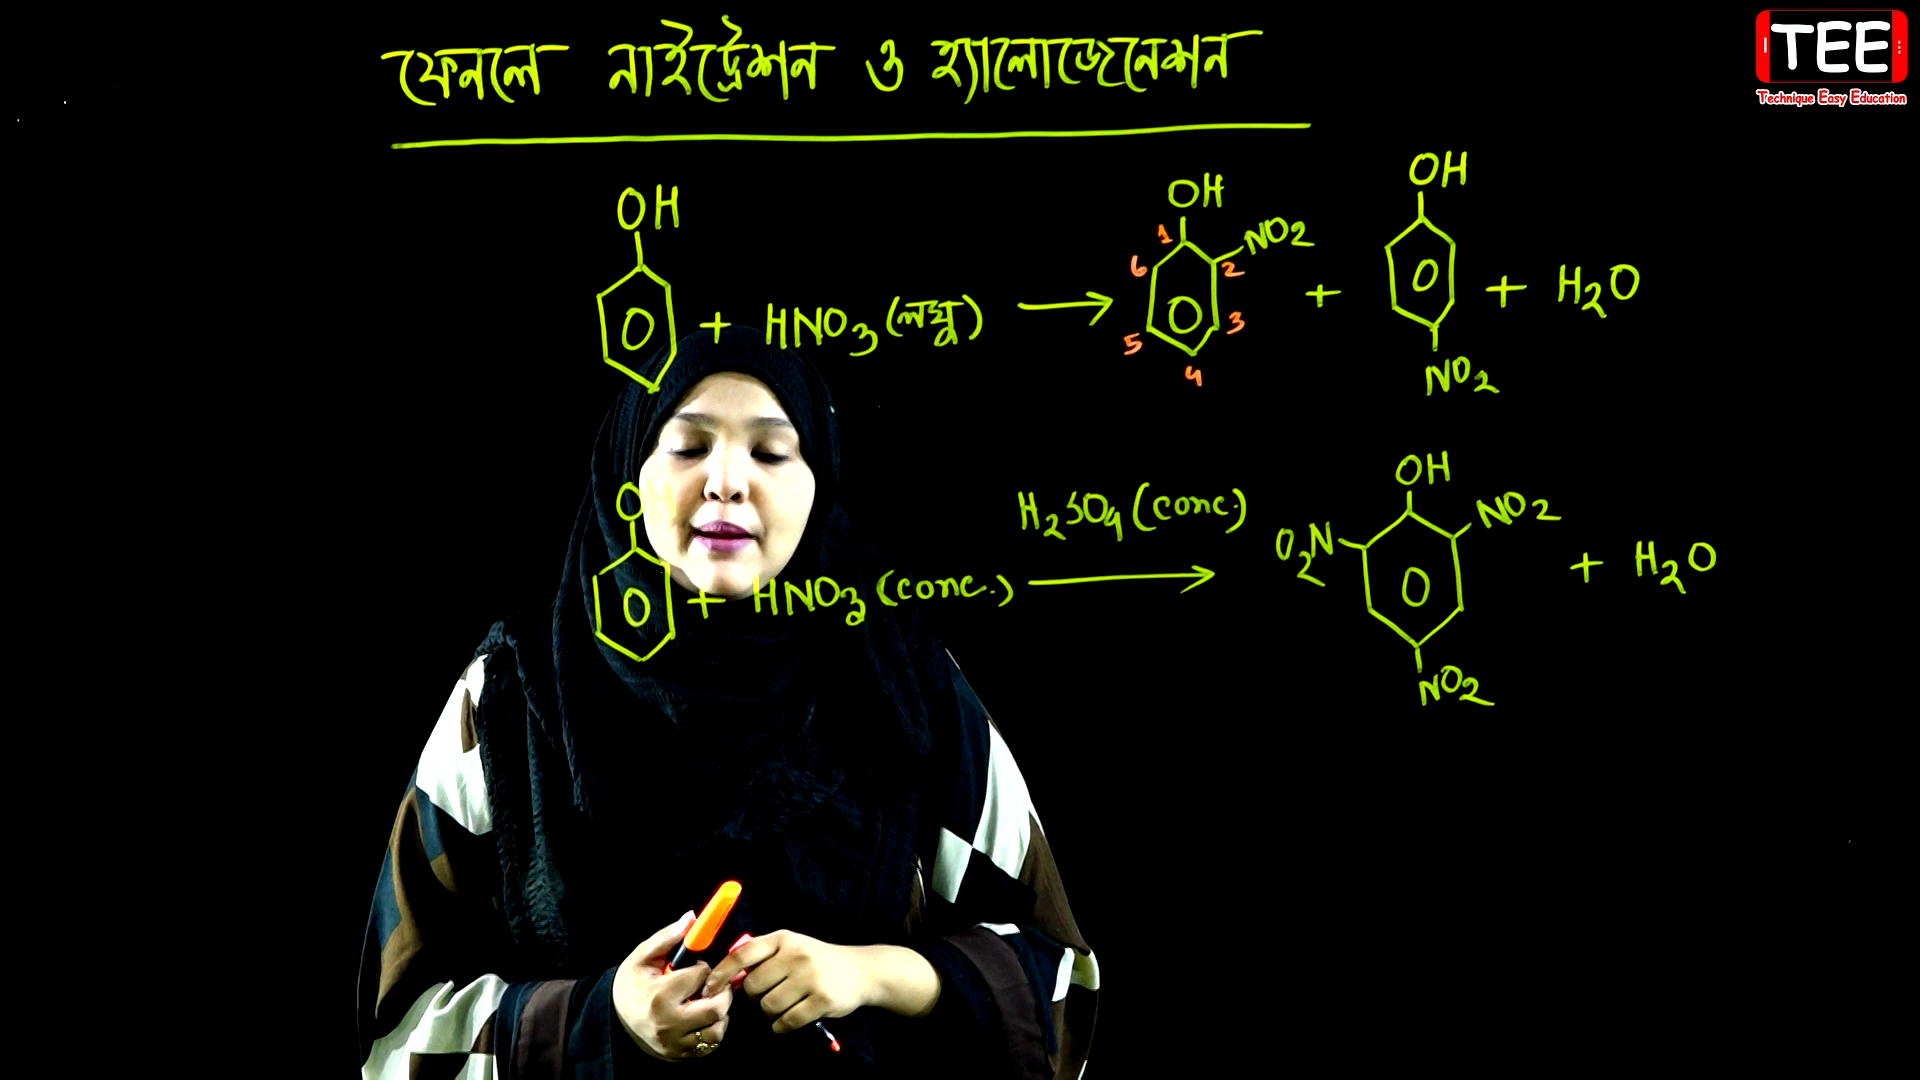 ফেনলে নাইট্রেশন ও হ্যালোজেনেশন
TEE
Technique Easy Education
OH + HNO3 (লঘু) → OH NO2 1 2 3 4 5 6 + OH NO2 + H2O
O + HNO3 (conc.) H2SO4 (conc.) → OH O2N NO2 NO2 + H2O